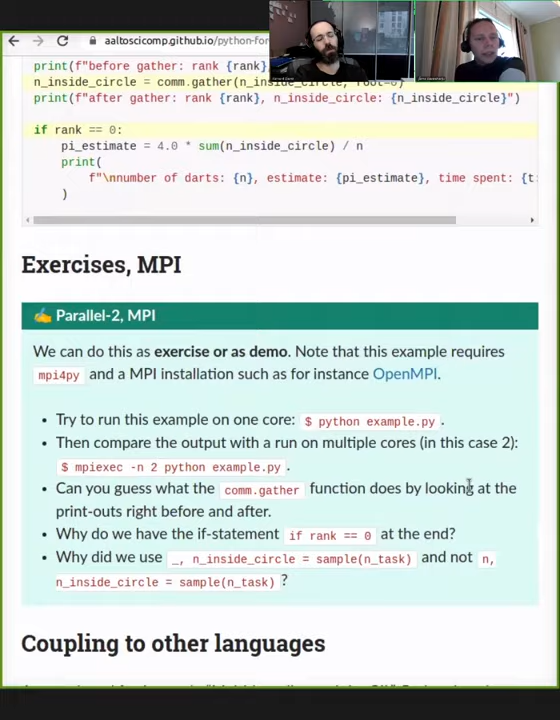 aaltoscicomp.github.io/python-for
print(f"before gather: rank {rank}
n_inside_circle = comm.gather(n_inside_circle, root=0)
print(f"after gather: rank {rank}, n_inside_circle: {n_inside_circle}")
if rank == 0:
pi_estimate = 4.0 * sum(n_inside_circle) / n
print(
f"\nnumber of darts: {n}, estimate: {pi_estimate}, time spent: {t:
)
Exercises, MPI
✍ Parallel-2, MPI
We can do this as exercise or as demo. Note that this example requires
mpi4py and a MPI installation such as for instance OpenMPI.
• Try to run this example on one core: $ python example.py .
• Then compare the output with a run on multiple cores (in this case 2):
$ mpiexec -n 2 python example.py .
• Can you guess what the comm.gather function does by looking at the
print-outs right before and after.
• Why do we have the if-statement if rank == 0 at the end?
• Why did we use _, n_inside_circle = sample(n_task) and not n,
n_inside_circle = sample(n_task) ?
Coupling to other languages